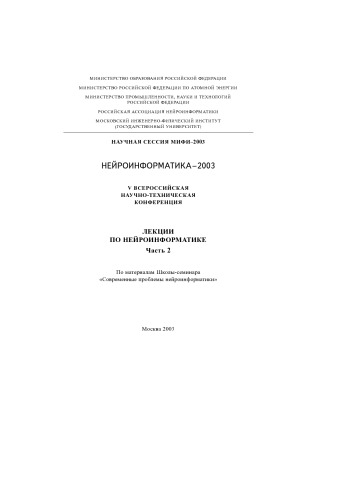 МИНИСТЕРСТВО ОБРАЗОВАНИЯ РОССИЙСКОЙ ФЕДЕРАЦИИ
МИНИСТЕРСТВО РОССИЙСКОЙ ФЕДЕРАЦИИ ПО АТОМНОЙ ЭНЕРГИИ
МИНИСТЕРСТВО ПРОМЫШЛЕННОСТИ, НАУКИ И ТЕХНОЛОГИЙ
РОССИЙСКОЙ ФЕДЕРАЦИИ
РОССИЙСКАЯ АССОЦИАЦИЯ НЕЙРОИНФОРМАТИКИ
МОСКОВСКИЙ ИНЖЕНЕРНО-ФИЗИЧЕСКИЙ ИНСТИТУТ
(ГОСУДАРСТВЕННЫЙ УНИВЕРСИТЕТ)
НАУЧНАЯ СЕССИЯ МИФИ–2003
НЕЙРОИНФОРМАТИКА–2003
V ВСЕРОССИЙСКАЯ
НАУЧНО-ТЕХНИЧЕСКАЯ
КОНФЕРЕНЦИЯ
ЛЕКЦИИ
ПО НЕЙРОИНФОРМАТИКЕ
Часть 2
По материалам Школы-семинара
«Современные проблемы нейроинформатики»
Москва 2003